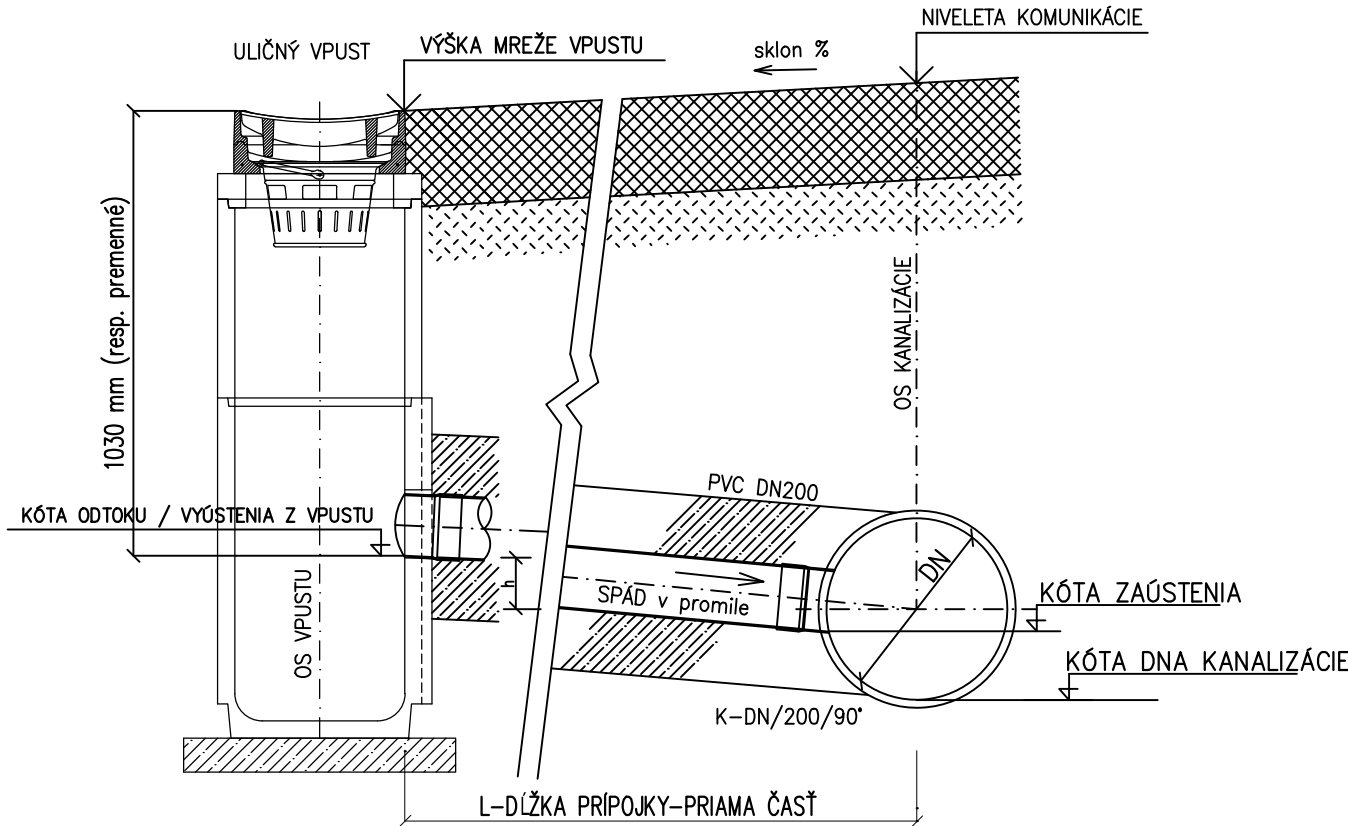 NIVELETA KOMUNIKÁCIE
ULIČNÝ VPUST
VÝŠKA MREŽE VPUSTU
sklon %
1030 mm (resp. premenné)
OS KANALIZÁCIE
PVC DN200
KÓTA ODTOKU / VYÚSTENIA Z VPUSTU
h
DN
SPÁD v promile
KÓTA ZAÚSTENIA
OS VPUSTU
KÓTA DNA KANALIZÁCIE
K-DN/200/90°
L-DĹŽKA PRÍPOJKY-PRIAMA ČASŤ